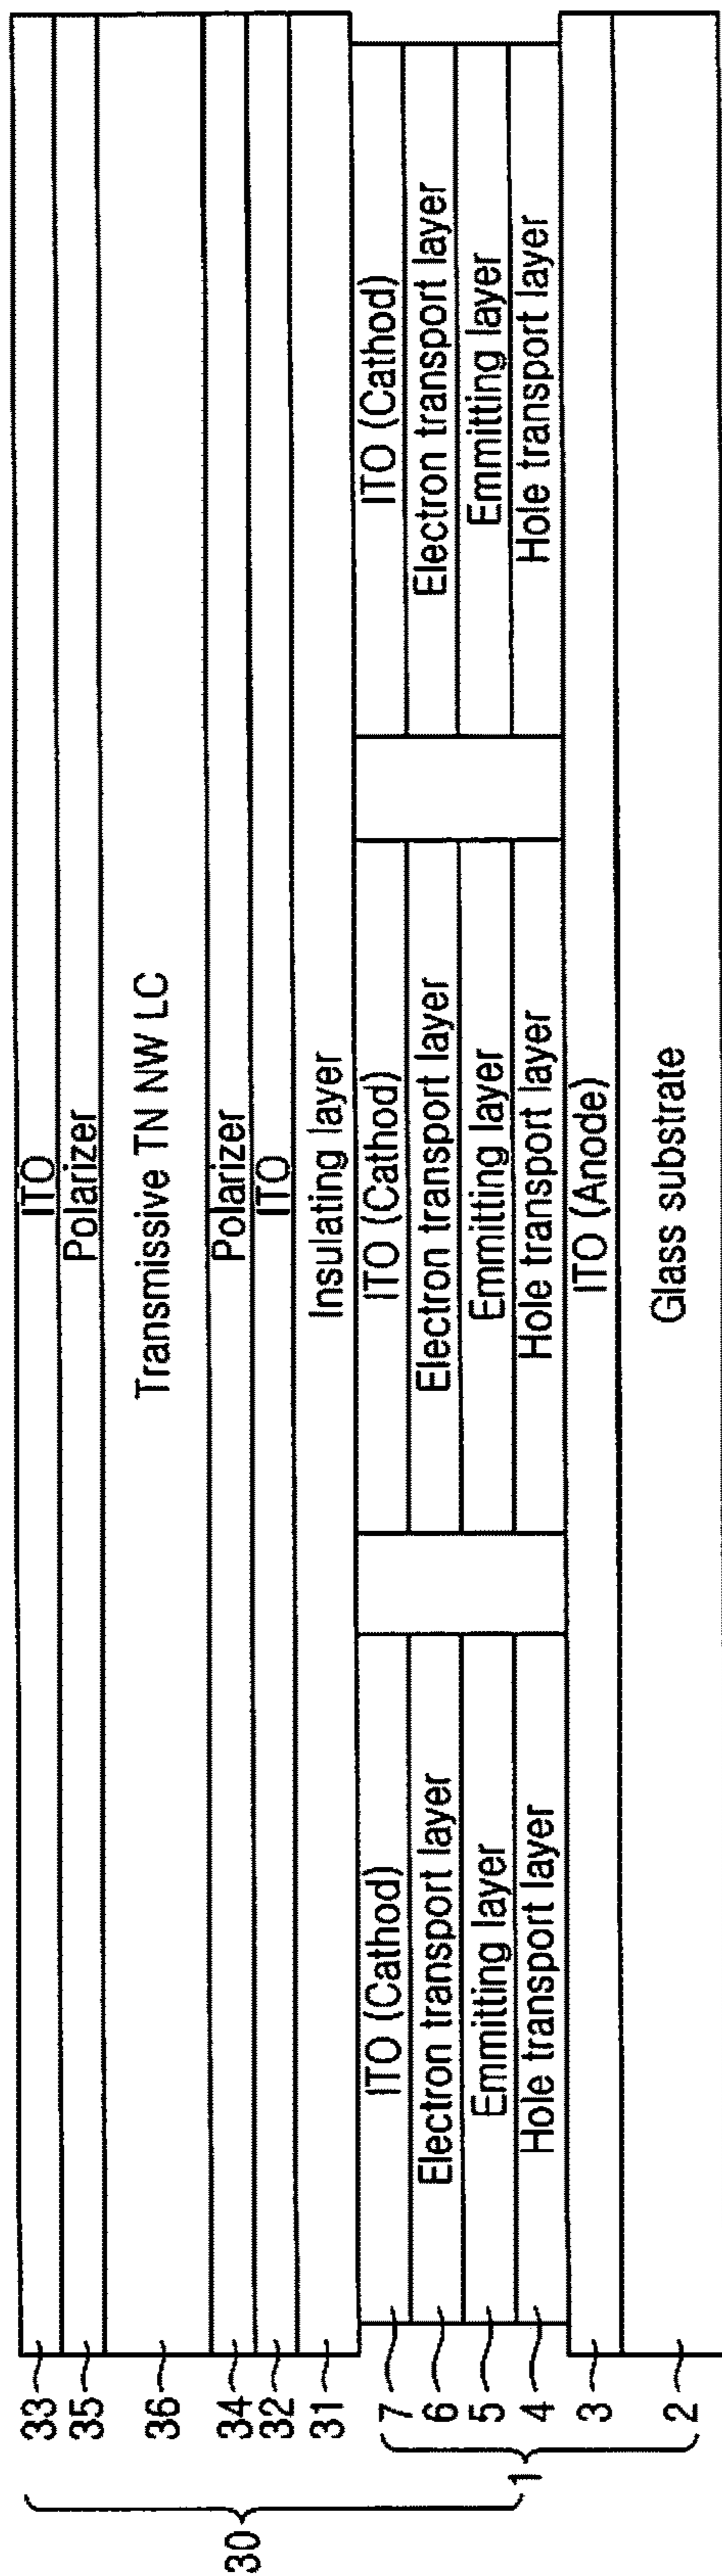 33
ITO
35
Polarizer
36
Transmissive TN NW LC
34
Polarizer
32
ITO
31
Insulating layer
30
7
ITO (Cathod)
ITO (Cathod)
ITO (Cathod)
6
Electron transport layer
Electron transport layer
Electron transport layer
5
Emmitting layer
Emmitting layer
Emmitting layer
4
Hole transport layer
Hole transport layer
Hole transport layer
3
ITO (Anode)
2
Glass substrate
1